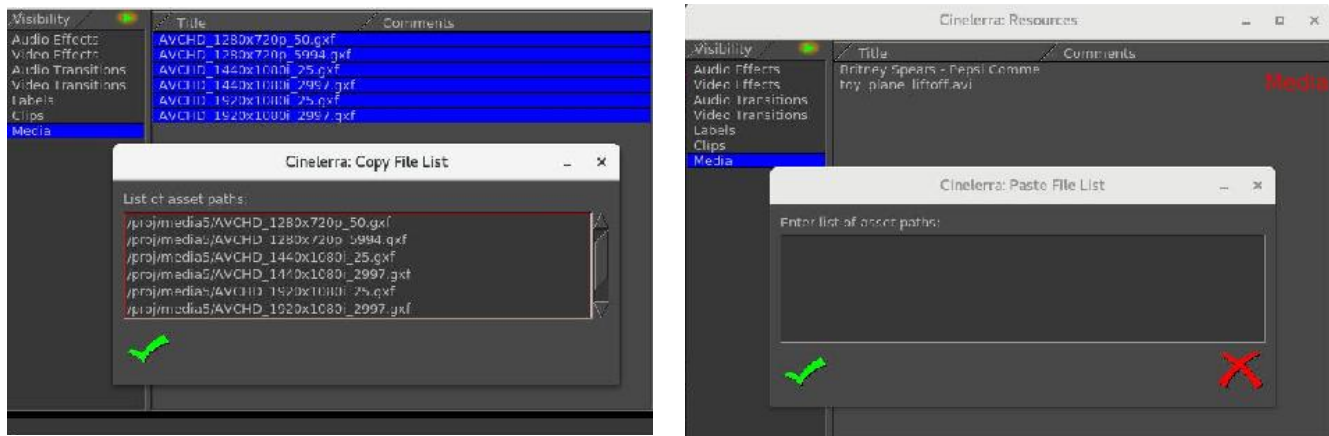 Visibility
Title
Comments
Audio Effects
Video Effects
Audio Transitions
Video Transitions
Labels
Clips
Media
AVCHD_1280x720p_50.gxf
AVCHD_1280x720p_5994.gxf
AVCHD_1440x1080i_25.gxf
AVCHD_1440x1080i_2997.gxf
AVCHD_1920x1080i_25.gxf
AVCHD_1920x1080i_2997.gxf
Cinelerra: Copy File List
List of asset paths:
/proj/media5/AVCHD_1280x720p_50.gxf
/proj/media5/AVCHD_1280x720p_5994.gxf
/proj/media5/AVCHD_1440x1080i_25.gxf
/proj/media5/AVCHD_1440x1080i_2997.gxf
/proj/media5/AVCHD_1920x1080i_25.gxf
/proj/media5/AVCHD_1920x1080i_2997.gxf
Cinelerra: Resources
Visibility
Title
Comments
Audio Effects
Video Effects
Audio Transitions
Video Transitions
Labels
Clips
Media
Britney Spears - Pepsi Comme
toy_plane_liftoff.avi
Media
Cinelerra: Paste File List
Enter list of asset paths: